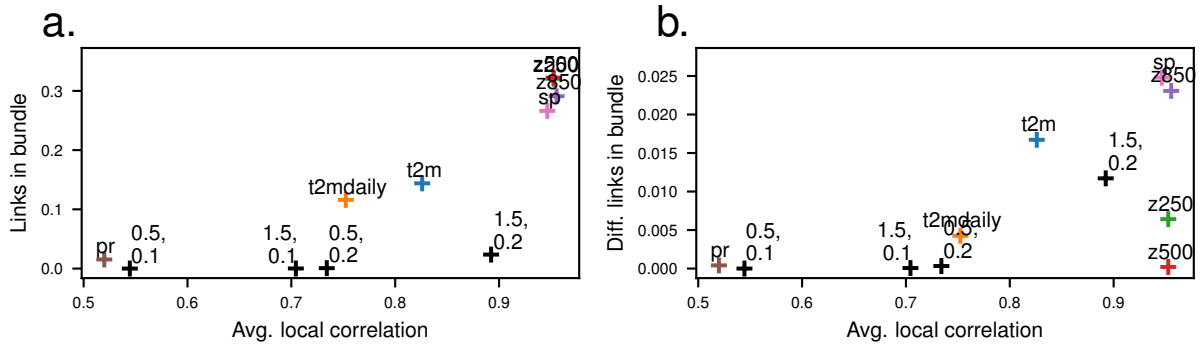 a.
Links in bundle
0.3
0.2
0.1
0.0
0.5
0.6
0.7
0.8
0.9
Avg. local correlation
z500
z850
sp
t2m
t2mdaily
pr
0.5,
0.1
1.5,
0.1
0.5,
0.2
1.5,
0.2
b.
Diff. links in bundle
0.025
0.020
0.015
0.010
0.005
0.000
0.5
0.6
0.7
0.8
0.9
Avg. local correlation
sp
z850
t2m
1.5,
0.2
z250
t2mdaily
z500
pr
0.5,
0.1
1.5,
0.1
0.5,
0.2